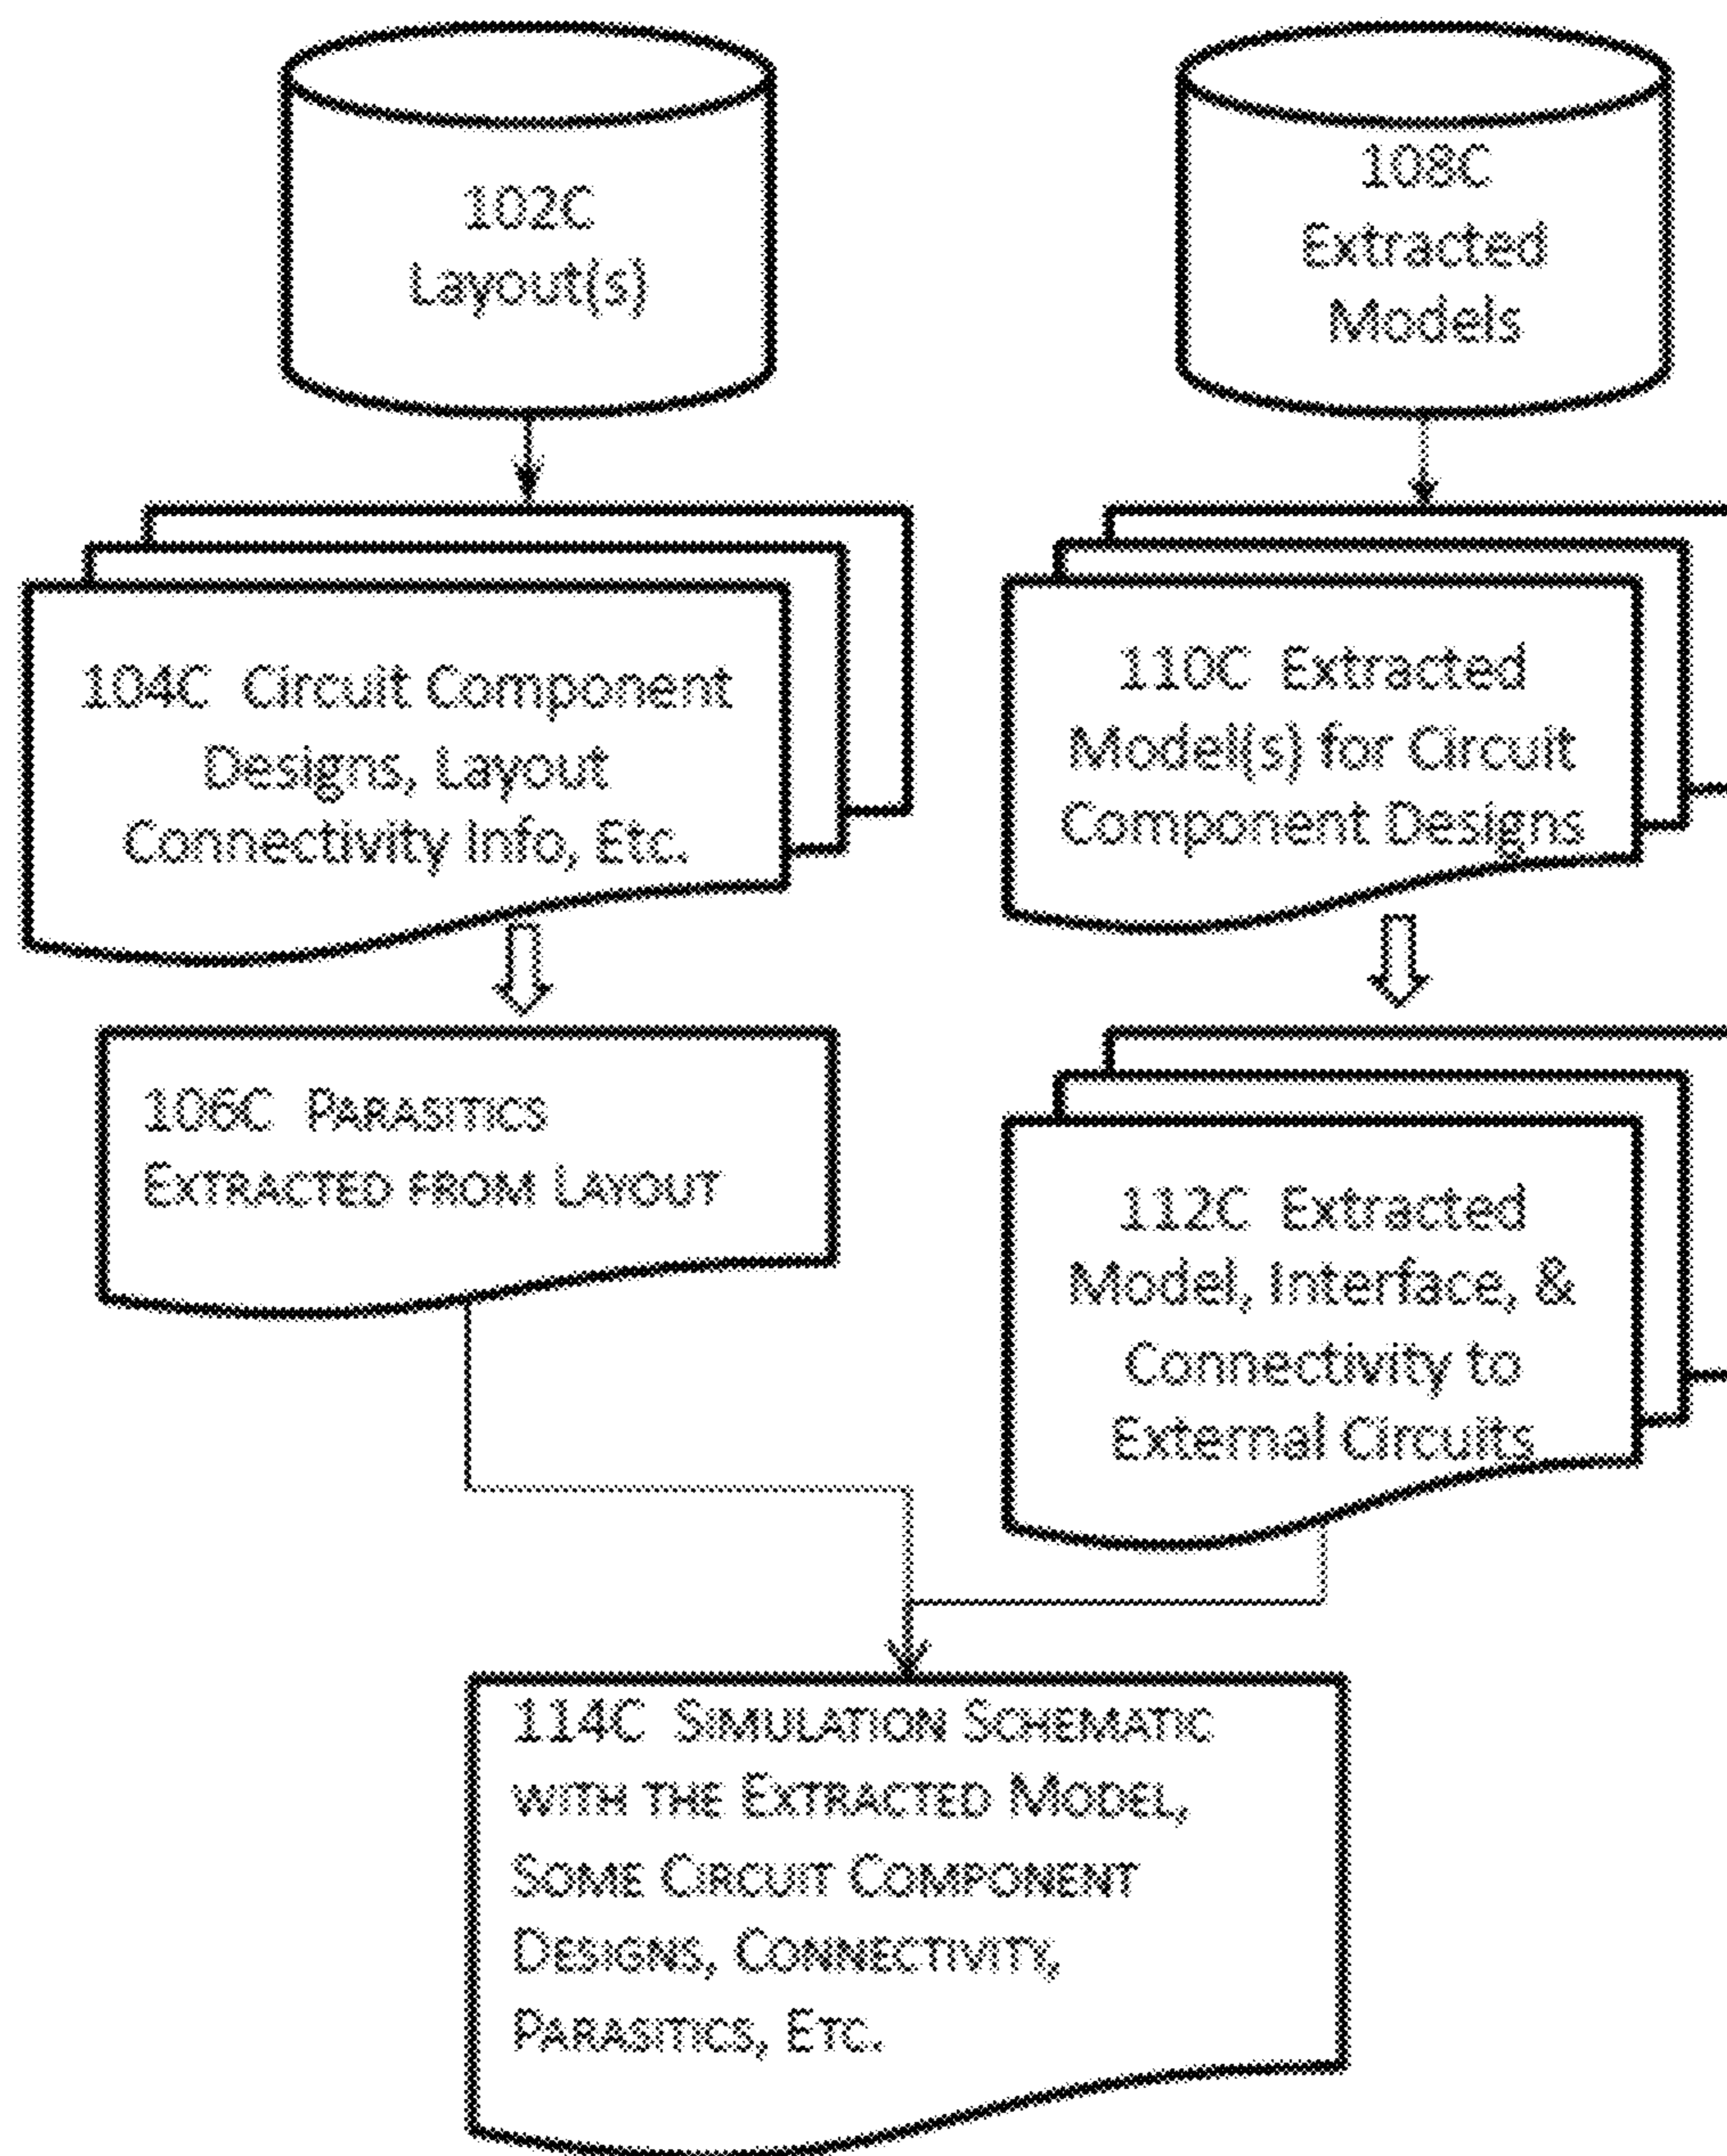 102C
Layout(s)
108C
Extracted
Models
104C Circuit Component
Designs, Layout
Connectivity Info, Etc.
110C Extracted
Model(s) for Circuit
Component Designs
106C PARASITICS
EXTRACTED FROM LAYOUT
112C Extracted
Model, Interface, &
Connectivity to
External Circuits
114C SIMULATION SCHEMATIC
WITH THE EXTRACTED MODEL,
SOME CIRCUIT COMPONENT
DESIGNS, CONNECTIVITY,
PARASITICS, ETC.